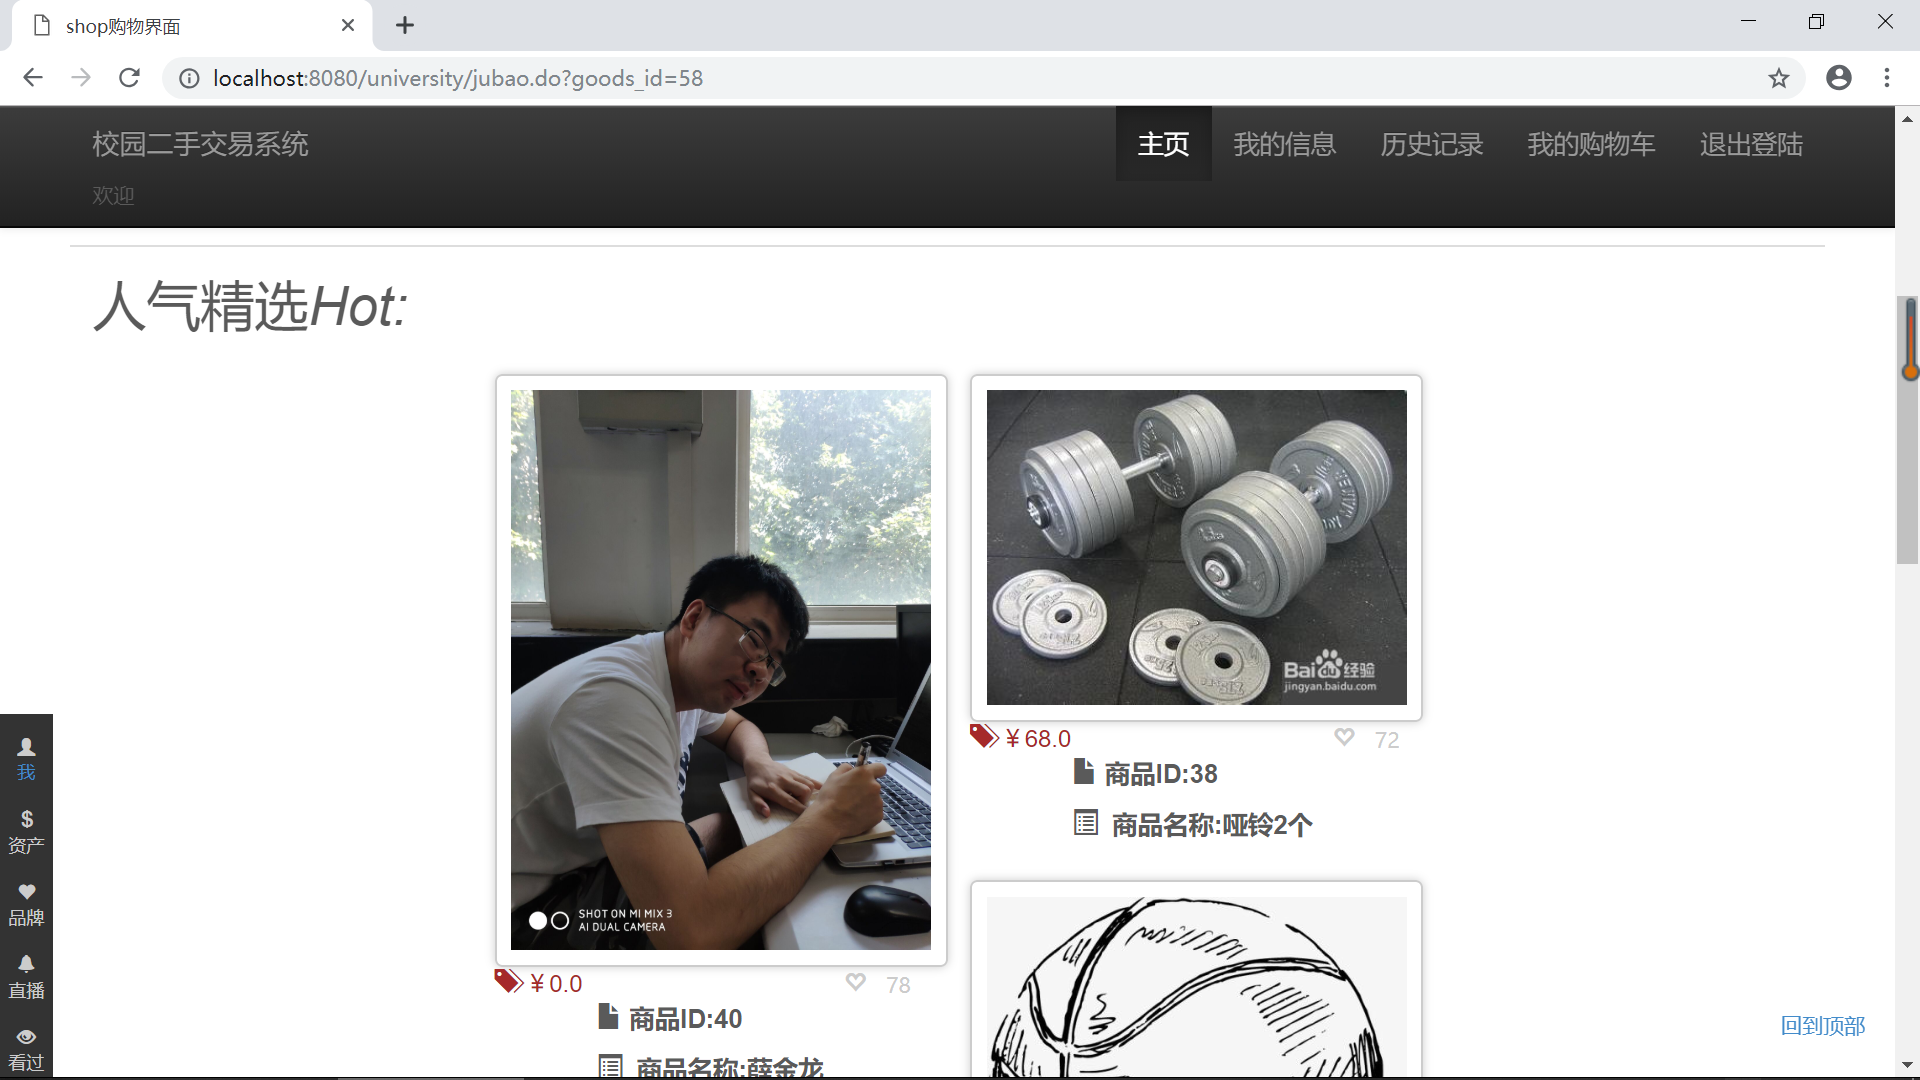 shop购物界面
localhost:8080/university/jubao.do?goods_id=58
校园二手交易系统
主页 我的信息 历史记录 我的购物车 退出登陆
欢迎
人气精选Hot:
SHOT ON MI MIX 3
AI DUAL CAMERA
Baidu经验
jingyan.baidu.com
¥ 68.0 72
商品ID:38
商品名称:哑铃2个
¥ 0.0 78
商品ID:40
商品名称:薛金龙
我
$
资产
品牌
直播
看过
回到顶部